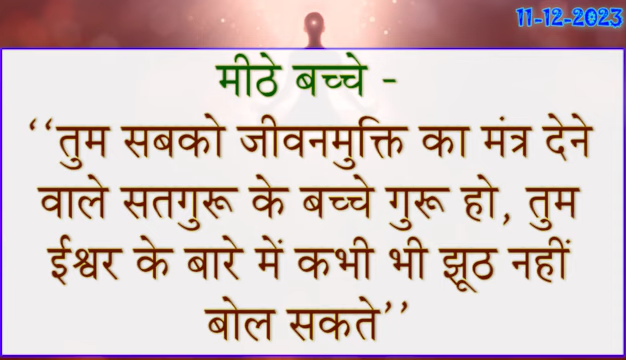 11-12-2023
मीठे बच्चे -
‘‘तुम सबको जीवनमुक्ति का मंत्र देने
वाले सतगुरू के बच्चे गुरू हो, तुम
ईश्वर के बारे में कभी भी झूठ नहीं
बोल सकते’’